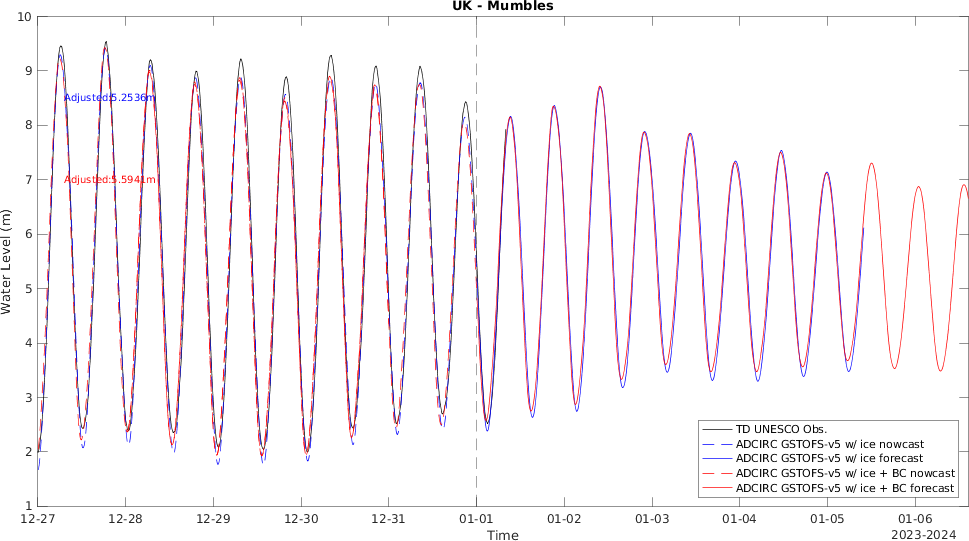 UK - Mumbles
10
9
8
7
6
5
4
3
2
1
Water Level (m)
Adjusted:5.2536m
Adjusted:5.5941m
TD UNESCO Obs.
ADCIRC GSTOFS-v5 w/ ice nowcast
ADCIRC GSTOFS-v5 w/ ice forecast
ADCIRC GSTOFS-v5 w/ ice + BC nowcast
ADCIRC GSTOFS-v5 w/ ice + BC forecast
12-27 12-28 12-29 12-30 12-31 01-01 01-02 01-03 01-04 01-05 01-06
Time
2023-2024